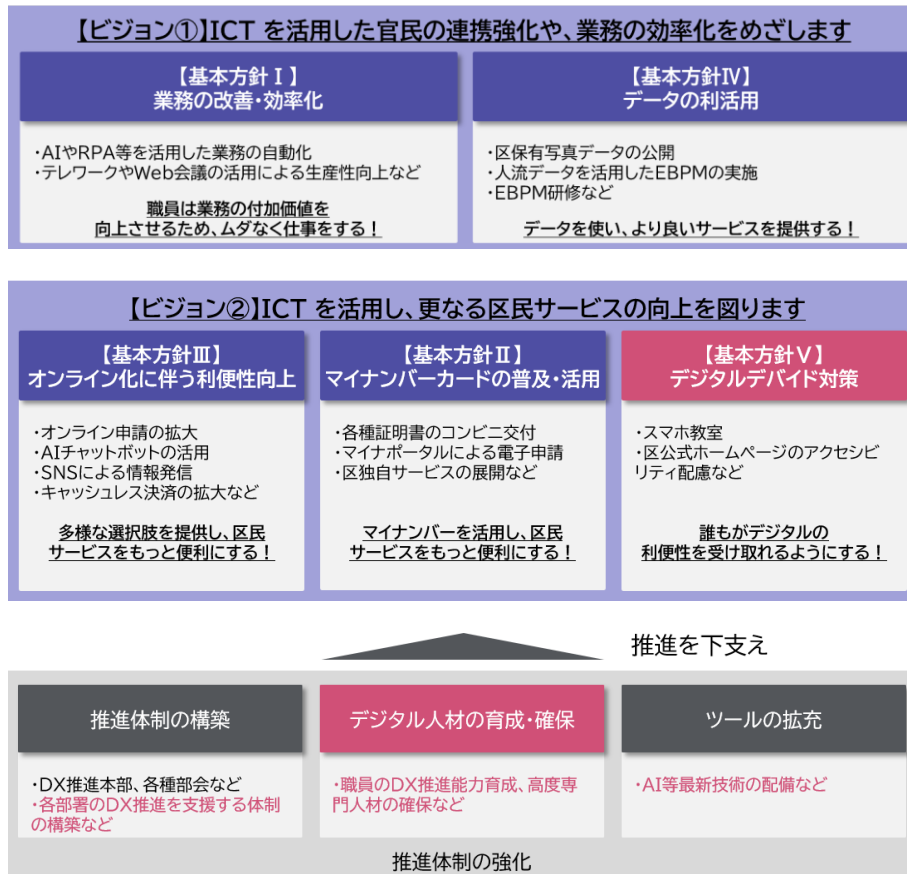 【ビジョン①】ICT を活用した官民の連携強化や、業務の効率化をめざします
【基本方針Ⅰ】
業務の改善・効率化
・AIやRPA等を活用した業務の自動化
・テレワークやWeb会議の活用による生産性向上など
職員は業務の付加価値を
向上させるため、ムダなく仕事をする！
【基本方針Ⅳ】
データの利活用
・区保有写真データの公開
・人流データを活用したEBPMの実施
・EBPM研修など
データを使い、より良いサービスを提供する！
【ビジョン②】ICT を活用し、更なる区民サービスの向上を図ります
【基本方針Ⅲ】
オンライン化に伴う利便性向上
・オンライン申請の拡大
・AIチャットボットの活用
・SNSによる情報発信
・キャッシュレス決済の拡大など
多様な選択肢を提供し、区民
サービスをもっと便利にする！
【基本方針Ⅱ】
マイナンバーカードの普及・活用
・各種証明書のコンビニ交付
・マイナポータルによる電子申請
・区独自サービスの展開など
マイナンバーを活用し、区民
サービスをもっと便利にする！
【基本方針Ⅴ】
デジタルデバイド対策
・スマホ教室
・区公式ホームページのアクセシビ
リティ配慮など
誰もがデジタルの
利便性を受け取れるようにする！
推進を下支え
推進体制の構築
・DX推進本部、各種部会など
・各部署のDX推進を支援する体制
の構築など
デジタル人材の育成・確保
・職員のDX推進能力育成、高度専
門人材の確保など
ツールの拡充
・AI等最新技術の配備など
推進体制の強化